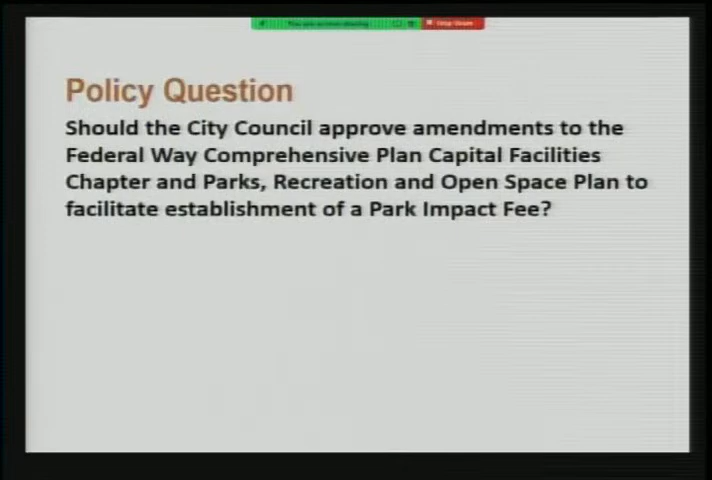 Policy Question
Should the City Council approve amendments to the
Federal Way Comprehensive Plan Capital Facilities
Chapter and Parks, Recreation and Open Space Plan to
facilitate establishment of a Park Impact Fee?